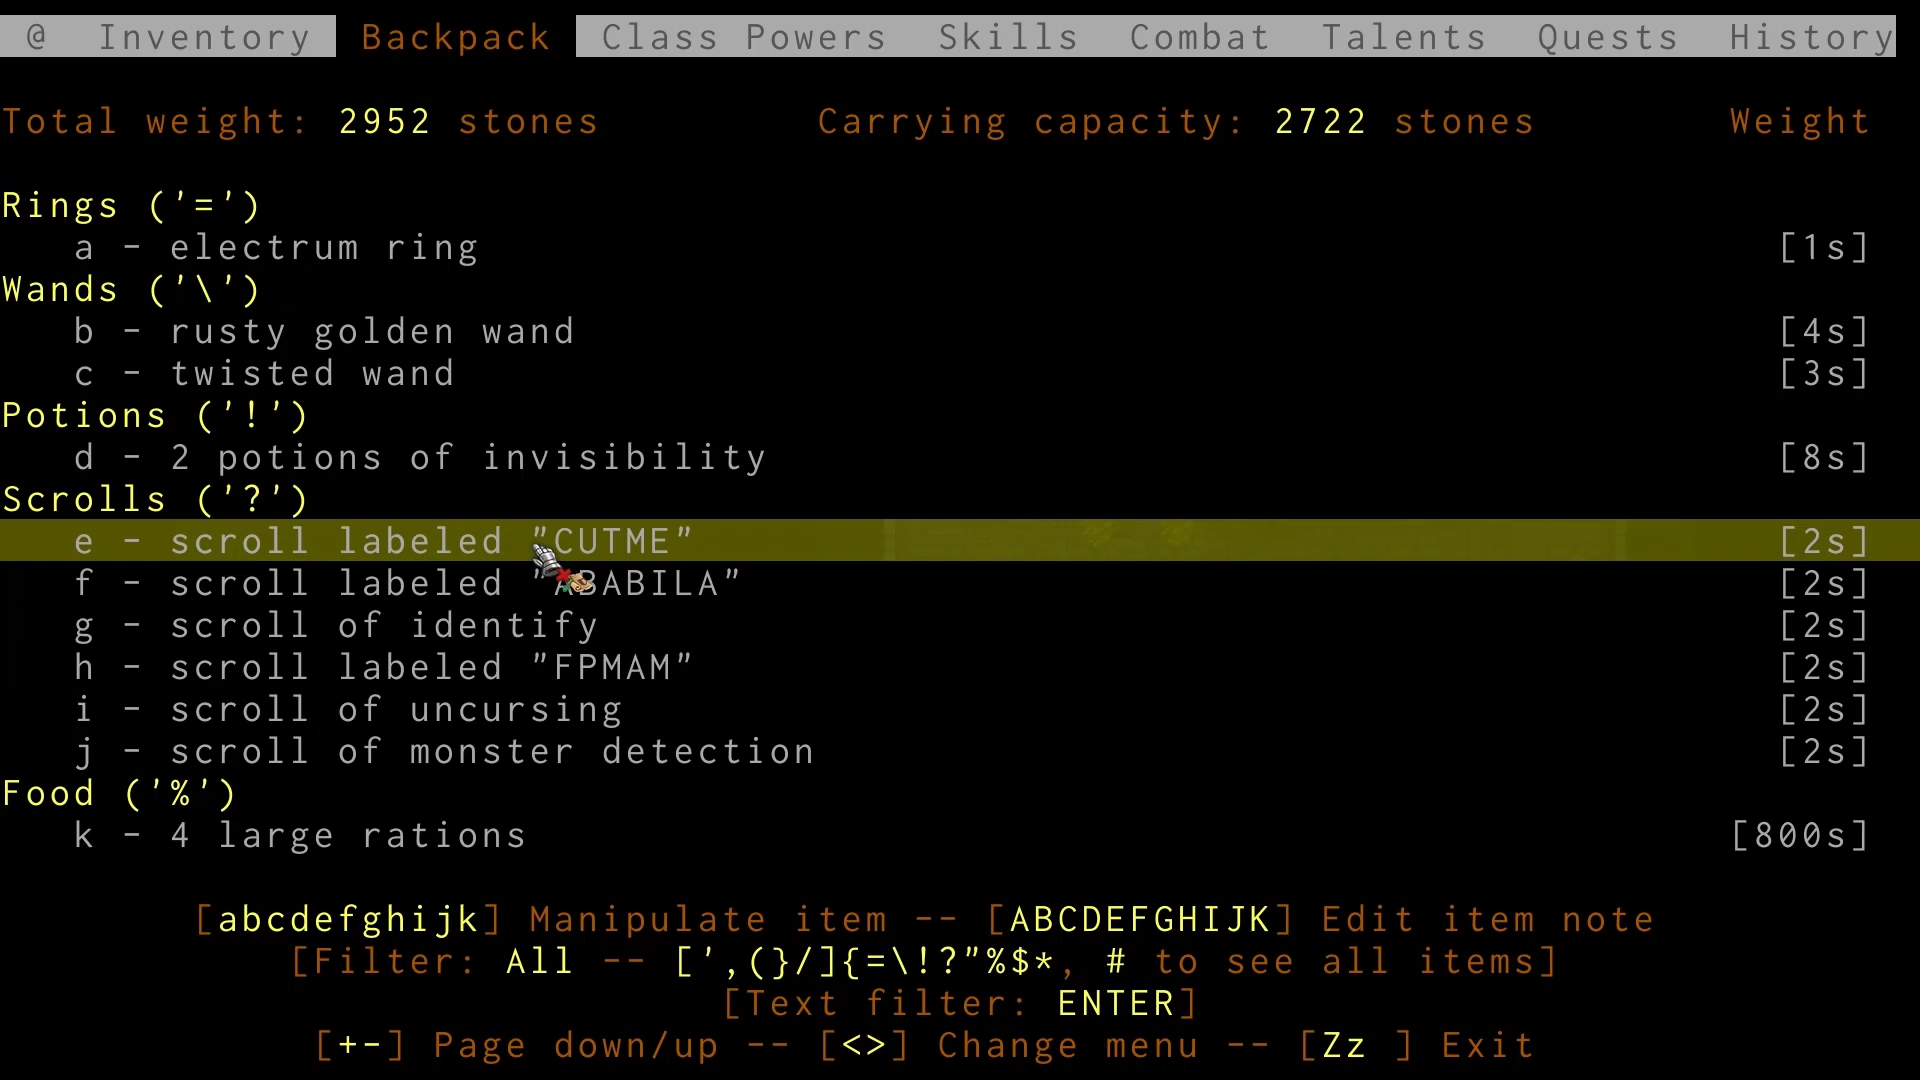 @ Inventory Backpack Class Powers Skills Combat Talents Quests History
Total weight: 2952 stones Carrying capacity: 2722 stones Weight
Rings ('=')
a - electrum ring [1s]
Wands ('\')
b - rusty golden wand [4s]
c - twisted wand [3s]
Potions ('!')
d - 2 potions of invisibility [8s]
Scrolls ('?')
e - scroll labeled "CUTME" [2s]
f - scroll labeled "ABABILA" [2s]
g - scroll of identify [2s]
h - scroll labeled "FPMAM" [2s]
i - scroll of uncursing [2s]
j - scroll of monster detection [2s]
Food ('%')
k - 4 large rations [800s]
[abcdefghijk] Manipulate item -- [ABCDEFGHIJK] Edit item note
[Filter: All -- [',(}/]{=\!?"%$*, # to see all items]
[Text filter: ENTER]
[+-] Page down/up -- [<>] Change menu -- [Zz ] Exit